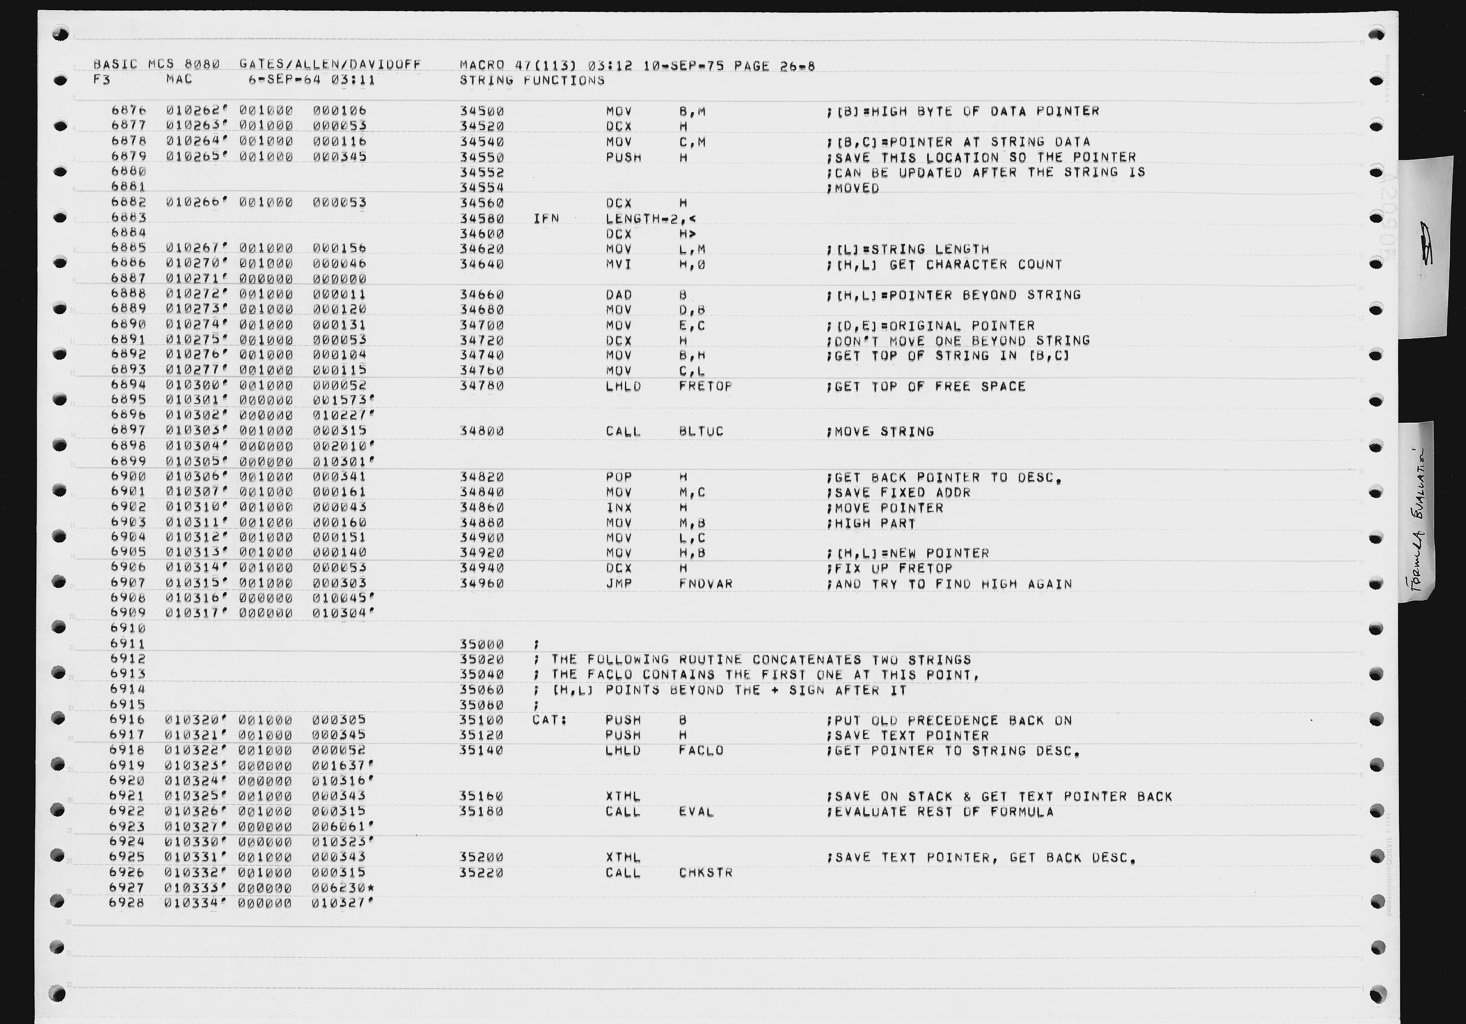 BASIC MCS 8080 GATES/ALLEN/DAVIDOFF MACRO 47(113) 03:12 10-SEP-75 PAGE 26-8
F3 MAC 6-SEP-64 03:11 STRING FUNCTIONS
6876 010262' 001000 000106 34500 MOV B,M ;[B]=HIGH BYTE OF DATA POINTER
6877 010263' 001000 000053 34520 DCX H
6878 010264' 001000 000116 34540 MOV C,M ;[B,C]=POINTER AT STRING DATA
6879 010265' 001000 000345 34550 PUSH H ;SAVE THIS LOCATION SO THE POINTER
6880 34552 ;CAN BE UPDATED AFTER THE STRING IS
6881 34554 ;MOVED
6882 010266' 001000 000053 34560 DCX H
6883 34580 IFN LENGTH-2,<
6884 34600 DCX H>
6885 010267' 001000 000156 34620 MOV L,M ;[L]=STRING LENGTH
6886 010270' 001000 000046 34640 MVI H,0 ;[H,L] GET CHARACTER COUNT
6887 010271' 000000 000000
6888 010272' 001000 000011 34660 DAD B ;[H,L]=POINTER BEYOND STRING
6889 010273' 001000 000120 34680 MOV D,B
6890 010274' 001000 000131 34700 MOV E,C ;[D,E]=ORIGINAL POINTER
6891 010275' 001000 000053 34720 DCX H ;DON'T MOVE ONE BEYOND STRING
6892 010276' 001000 000104 34740 MOV B,H ;GET TOP OF STRING IN [B,C]
6893 010277' 001000 000115 34760 MOV C,L
6894 010300' 001000 000052 34780 LHLD FRETOP ;GET TOP OF FREE SPACE
6895 010301' 000000 001573'
6896 010302' 000000 010227'
6897 010303' 001000 000315 34800 CALL BLTUC ;MOVE STRING
6898 010304' 000000 002010'
6899 010305' 000000 010301'
6900 010306' 001000 000341 34820 POP H ;GET BACK POINTER TO DESC.
6901 010307' 001000 000161 34840 MOV M,C ;SAVE FIXED ADDR
6902 010310' 001000 000043 34860 INX H ;MOVE POINTER
6903 010311' 001000 000160 34880 MOV M,B ;HIGH PART
6904 010312' 001000 000151 34900 MOV L,C
6905 010313' 001000 000140 34920 MOV H,B ;[H,L]=NEW POINTER
6906 010314' 001000 000053 34940 DCX H ;FIX UP FRETOP
6907 010315' 001000 000303 34960 JMP FNDVAR ;AND TRY TO FIND HIGH AGAIN
6908 010316' 000000 010045'
6909 010317' 000000 010304'
6910
6911 35000 ;
6912 35020 ; THE FOLLOWING ROUTINE CONCATENATES TWO STRINGS
6913 35040 ; THE FACLO CONTAINS THE FIRST ONE AT THIS POINT,
6914 35060 ; [H,L] POINTS BEYOND THE + SIGN AFTER IT
6915 35080 ;
6916 010320' 001000 000305 35100 CAT: PUSH B ;PUT OLD PRECEDENCE BACK ON
6917 010321' 001000 000345 35120 PUSH H ;SAVE TEXT POINTER
6918 010322' 001000 000052 35140 LHLD FACLO ;GET POINTER TO STRING DESC.
6919 010323' 000000 001637'
6920 010324' 000000 010316'
6921 010325' 001000 000343 35160 XTHL ;SAVE ON STACK & GET TEXT POINTER BACK
6922 010326' 001000 000315 35180 CALL EVAL ;EVALUATE REST OF FORMULA
6923 010327' 000000 006061'
6924 010330' 000000 010323'
6925 010331' 001000 000343 35200 XTHL ;SAVE TEXT POINTER, GET BACK DESC.
6926 010332' 001000 000315 35220 CALL CHKSTR
6927 010333' 000000 006230*
6928 010334' 000000 010327'
FORMULA EVALUATION